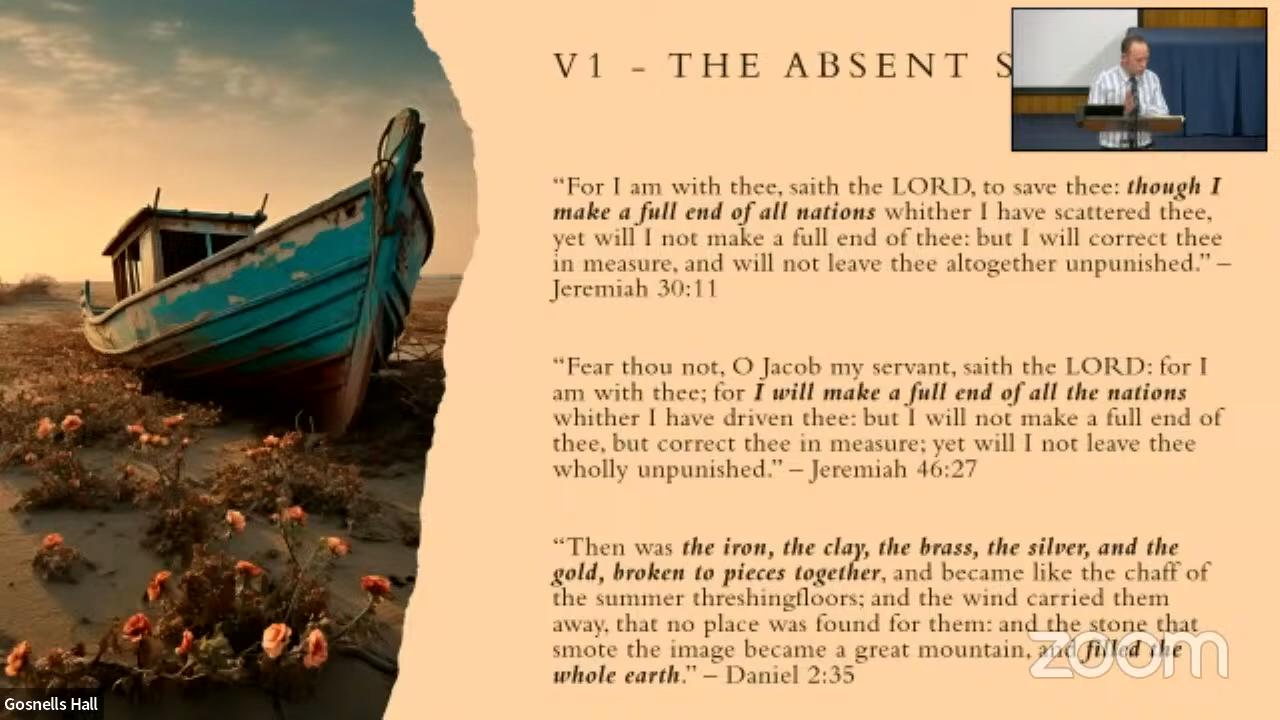 V1 - THE ABSENT S
“For I am with thee, saith the LORD, to save thee: though I
make a full end of all nations whither I have scattered thee,
yet will I not make a full end of thee: but I will correct thee
in measure, and will not leave thee altogether unpunished.” –
Jeremiah 30:11
“Fear thou not, O Jacob my servant, saith the LORD: for I
am with thee; for I will make a full end of all the nations
whither I have driven thee: but I will not make a full end of
thee, but correct thee in measure; yet will I not leave thee
wholly unpunished.” – Jeremiah 46:27
“Then was the iron, the clay, the brass, the silver, and the
gold, broken to pieces together, and became like the chaff of
the summer threshingfloors; and the wind carried them
away, that no place was found for them: and the stone that
smote the image became a great mountain, and filled the
whole earth.” – Daniel 2:35
zoom
Gosnells Hall